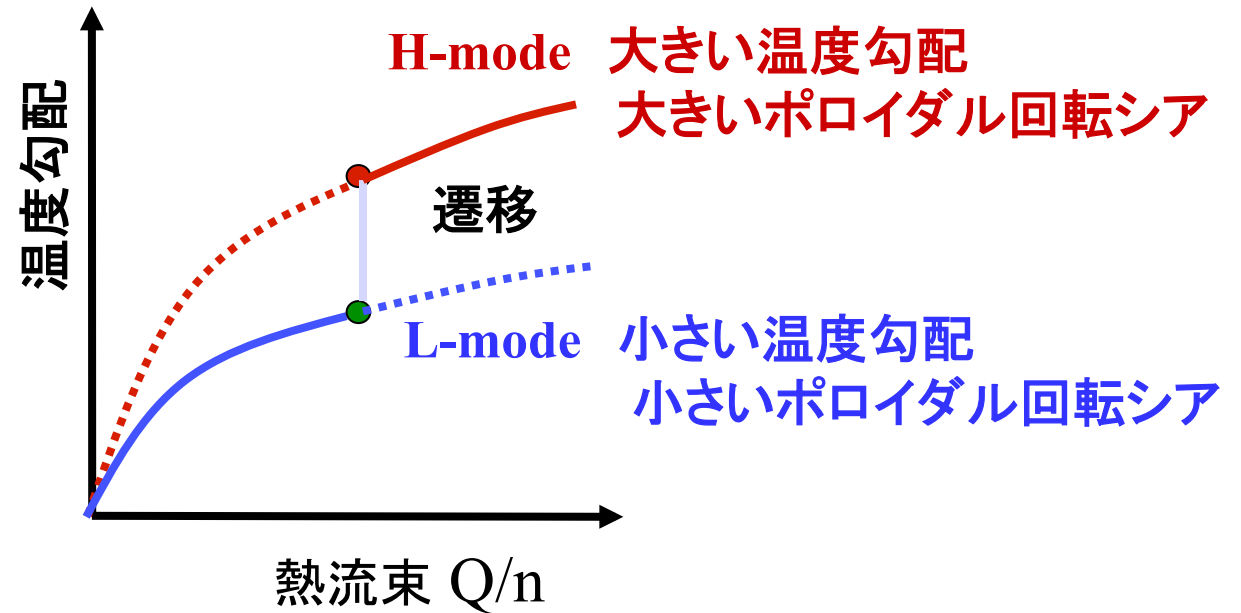 H-mode 大きい温度勾配
大きいポロイダル回転シア
温度勾配
遷移
L-mode 小さい温度勾配
小さいポロイダル回転シア
熱流束 Q/n